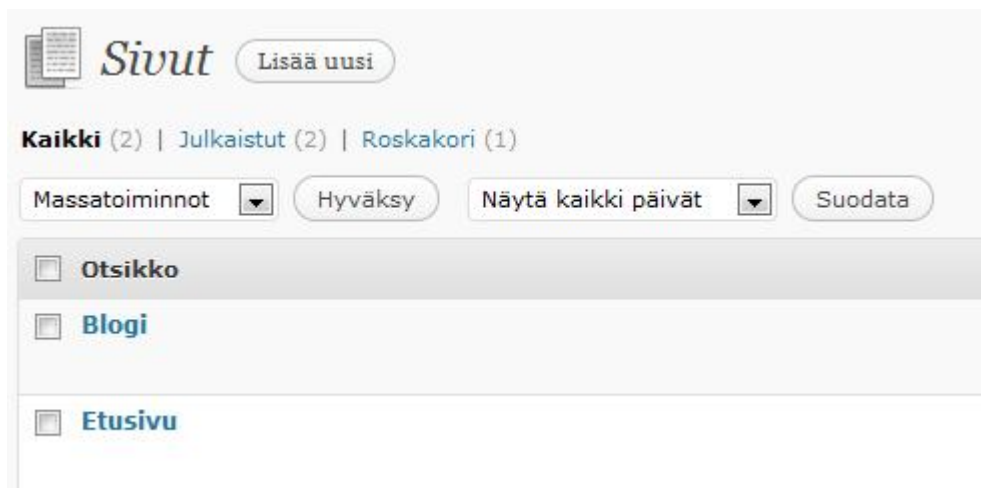 Sivut Lisää uusi
Kaikki (2) | Julkaistut (2) | Roskakori (1)
Massatoiminnot Hyväksy Näytä kaikki päivät Suodata
Otsikko
Blogi
Etusivu